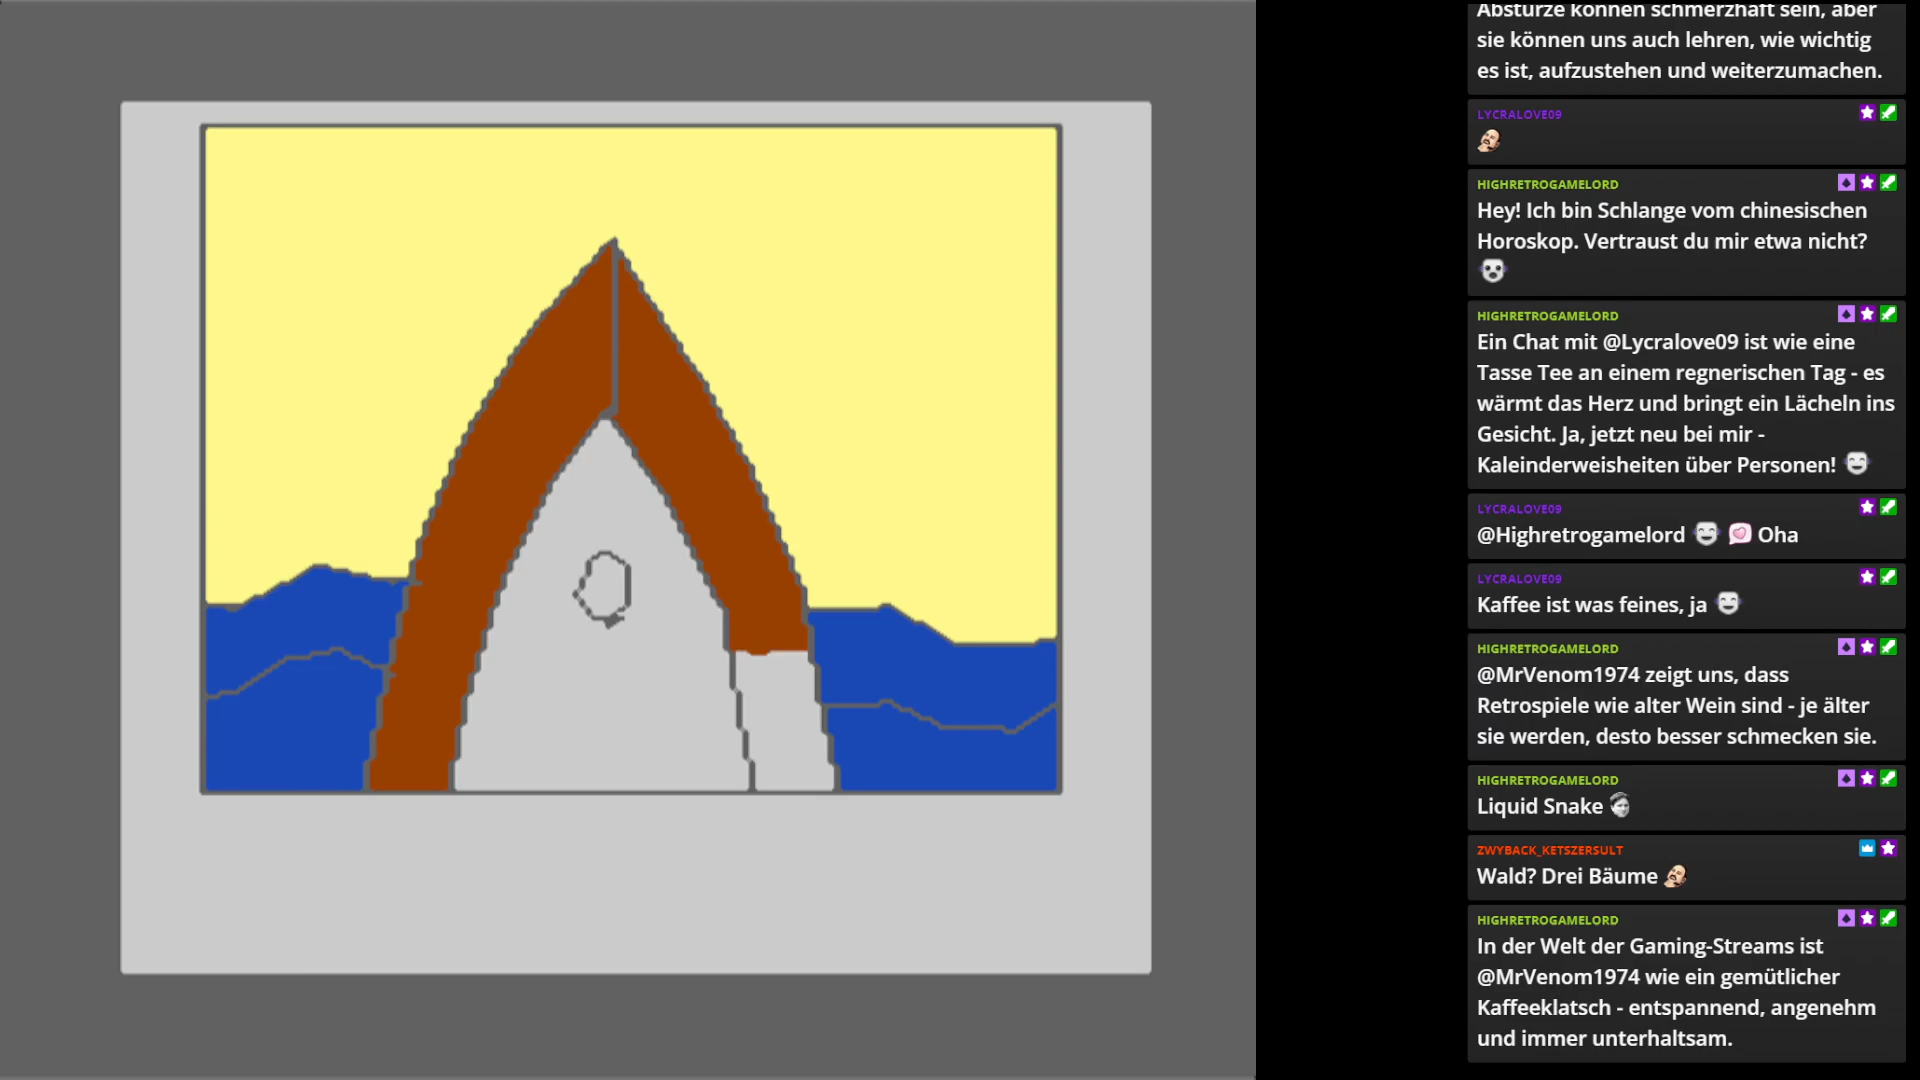 Abstürze können schmerzhaft sein, aber
sie können uns auch lehren, wie wichtig
es ist, aufzustehen und weiterzumachen.
LYCRALOVE09
HIGHRETROGAMELORD
Hey! Ich bin Schlange vom chinesischen
Horoskop. Vertraust du mir etwa nicht?
HIGHRETROGAMELORD
Ein Chat mit @Lycralove09 ist wie eine
Tasse Tee an einem regnerischen Tag - es
wärmt das Herz und bringt ein Lächeln ins
Gesicht. Ja, jetzt neu bei mir -
Kaleinderweisheiten über Personen!
LYCRALOVE09
@Highretrogamelord Oha
LYCRALOVE09
Kaffee ist was feines, ja
HIGHRETROGAMELORD
@MrVenom1974 zeigt uns, dass
Retrospiele wie alter Wein sind - je älter
sie werden, desto besser schmecken sie.
HIGHRETROGAMELORD
Liquid Snake
ZWYBACK_KETSZERSULT
Wald? Drei Bäume
HIGHRETROGAMELORD
In der Welt der Gaming-Streams ist
@MrVenom1974 wie ein gemütlicher
Kaffeeklatsch - entspannend, angenehm
und immer unterhaltsam.